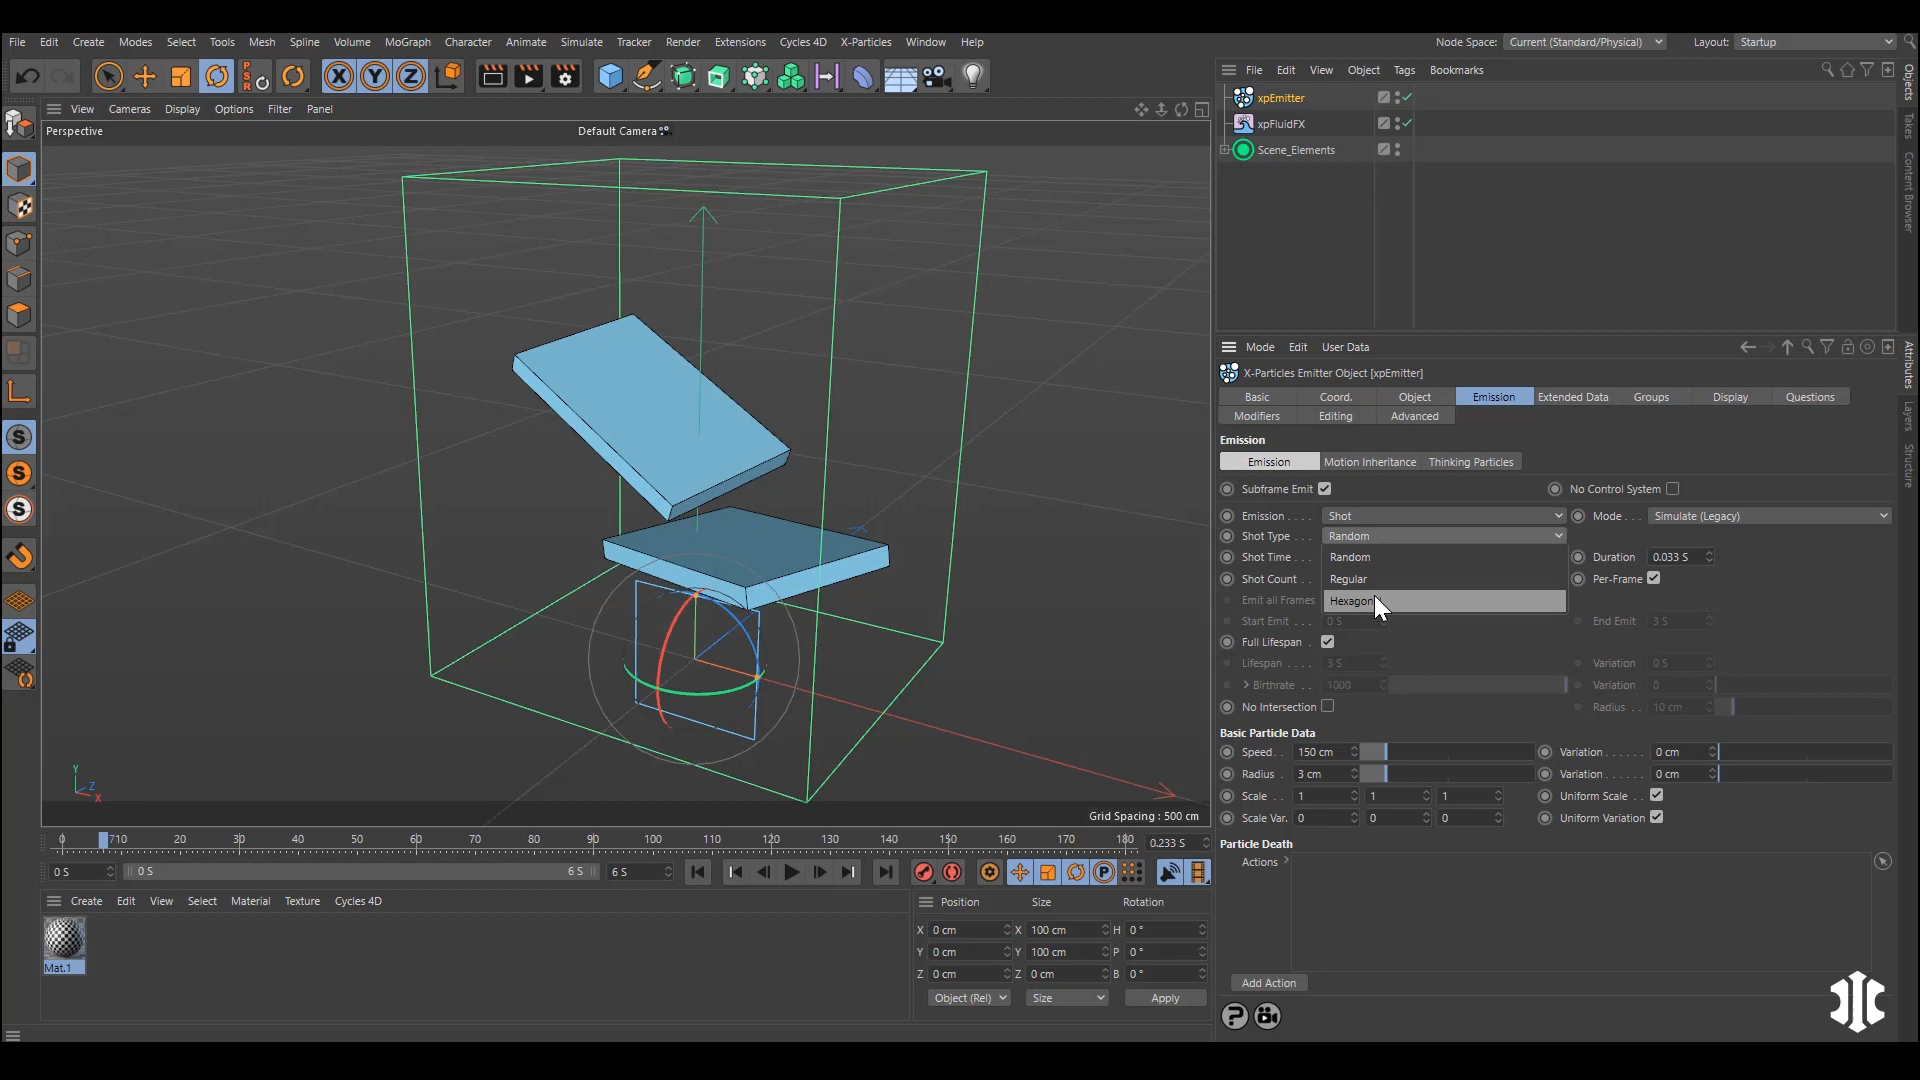 File Edit Create Modes Select Tools Mesh Spline Volume MoGraph Character Animate Simulate Tracker Render Extensions Cycles 4D X-Particles Window Help
Node Space: Current (Standard/Physical) Layout: Startup
PSR X Y Z
File Edit View Object Tags Bookmarks
Objects
Takes
Content Browser
xpEmitter
xpFluidFX
Scene_Elements
View Cameras Display Options Filter Panel
Perspective
Default Camera
Grid Spacing : 500 cm
Y
Z
X
S
S
S
Mode Edit User Data
Attributes
Layers
Structure
X-Particles Emitter Object [xpEmitter]
Basic Coord. Object Emission Extended Data Groups Display Questions
Modifiers Editing Advanced
Emission
Emission Motion Inheritance Thinking Particles
Subframe Emit No Control System
Emission . . . . Shot Mode . . . Simulate (Legacy)
Shot Type . . . Random
Shot Time . . Random Duration 0.033 S
Shot Count . . Regular Per-Frame
Emit all Frames Hexagon
Start Emit 0 S End Emit 3 S
Full Lifespan .
Lifespan . . . . 3 S Variation 0 S
Birthrate . . 1000 Variation 0
No Intersection Radius . . 10 cm
Basic Particle Data
Speed. . 150 cm Variation . . . . . . 0 cm
Radius . 3 cm Variation . . . . . . 0 cm
Scale . . 1 1 1 Uniform Scale . .
Scale Var. 0 0 0 Uniform Variation
Particle Death
Actions
Add Action
0 710 20 30 40 50 60 70 80 90 100 110 120 130 140 150 160 170 180 0.233 S
0 S 0 S 6 S 6 S
P
Create Edit View Select Material Texture Cycles 4D
Mat.1
Position Size Rotation
X 0 cm X 100 cm H 0 °
Y 0 cm Y 100 cm P 0 °
Z 0 cm Z 0 cm B 0 °
Object (Rel) Size Apply
?